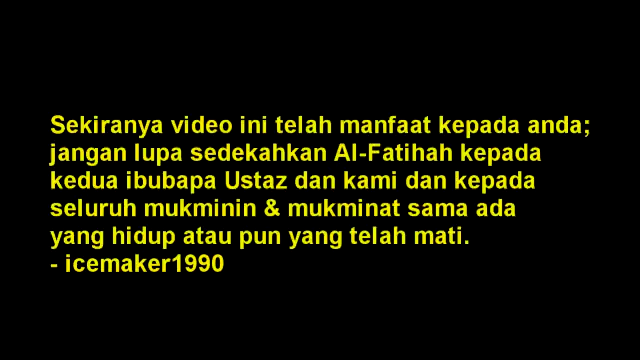 Sekiranya video ini telah manfaat kepada anda;
jangan lupa sedekahkan Al-Fatihah kepada
kedua ibubapa Ustaz dan kami dan kepada
seluruh mukminin & mukminat sama ada
yang hidup atau pun yang telah mati.
- icemaker1990